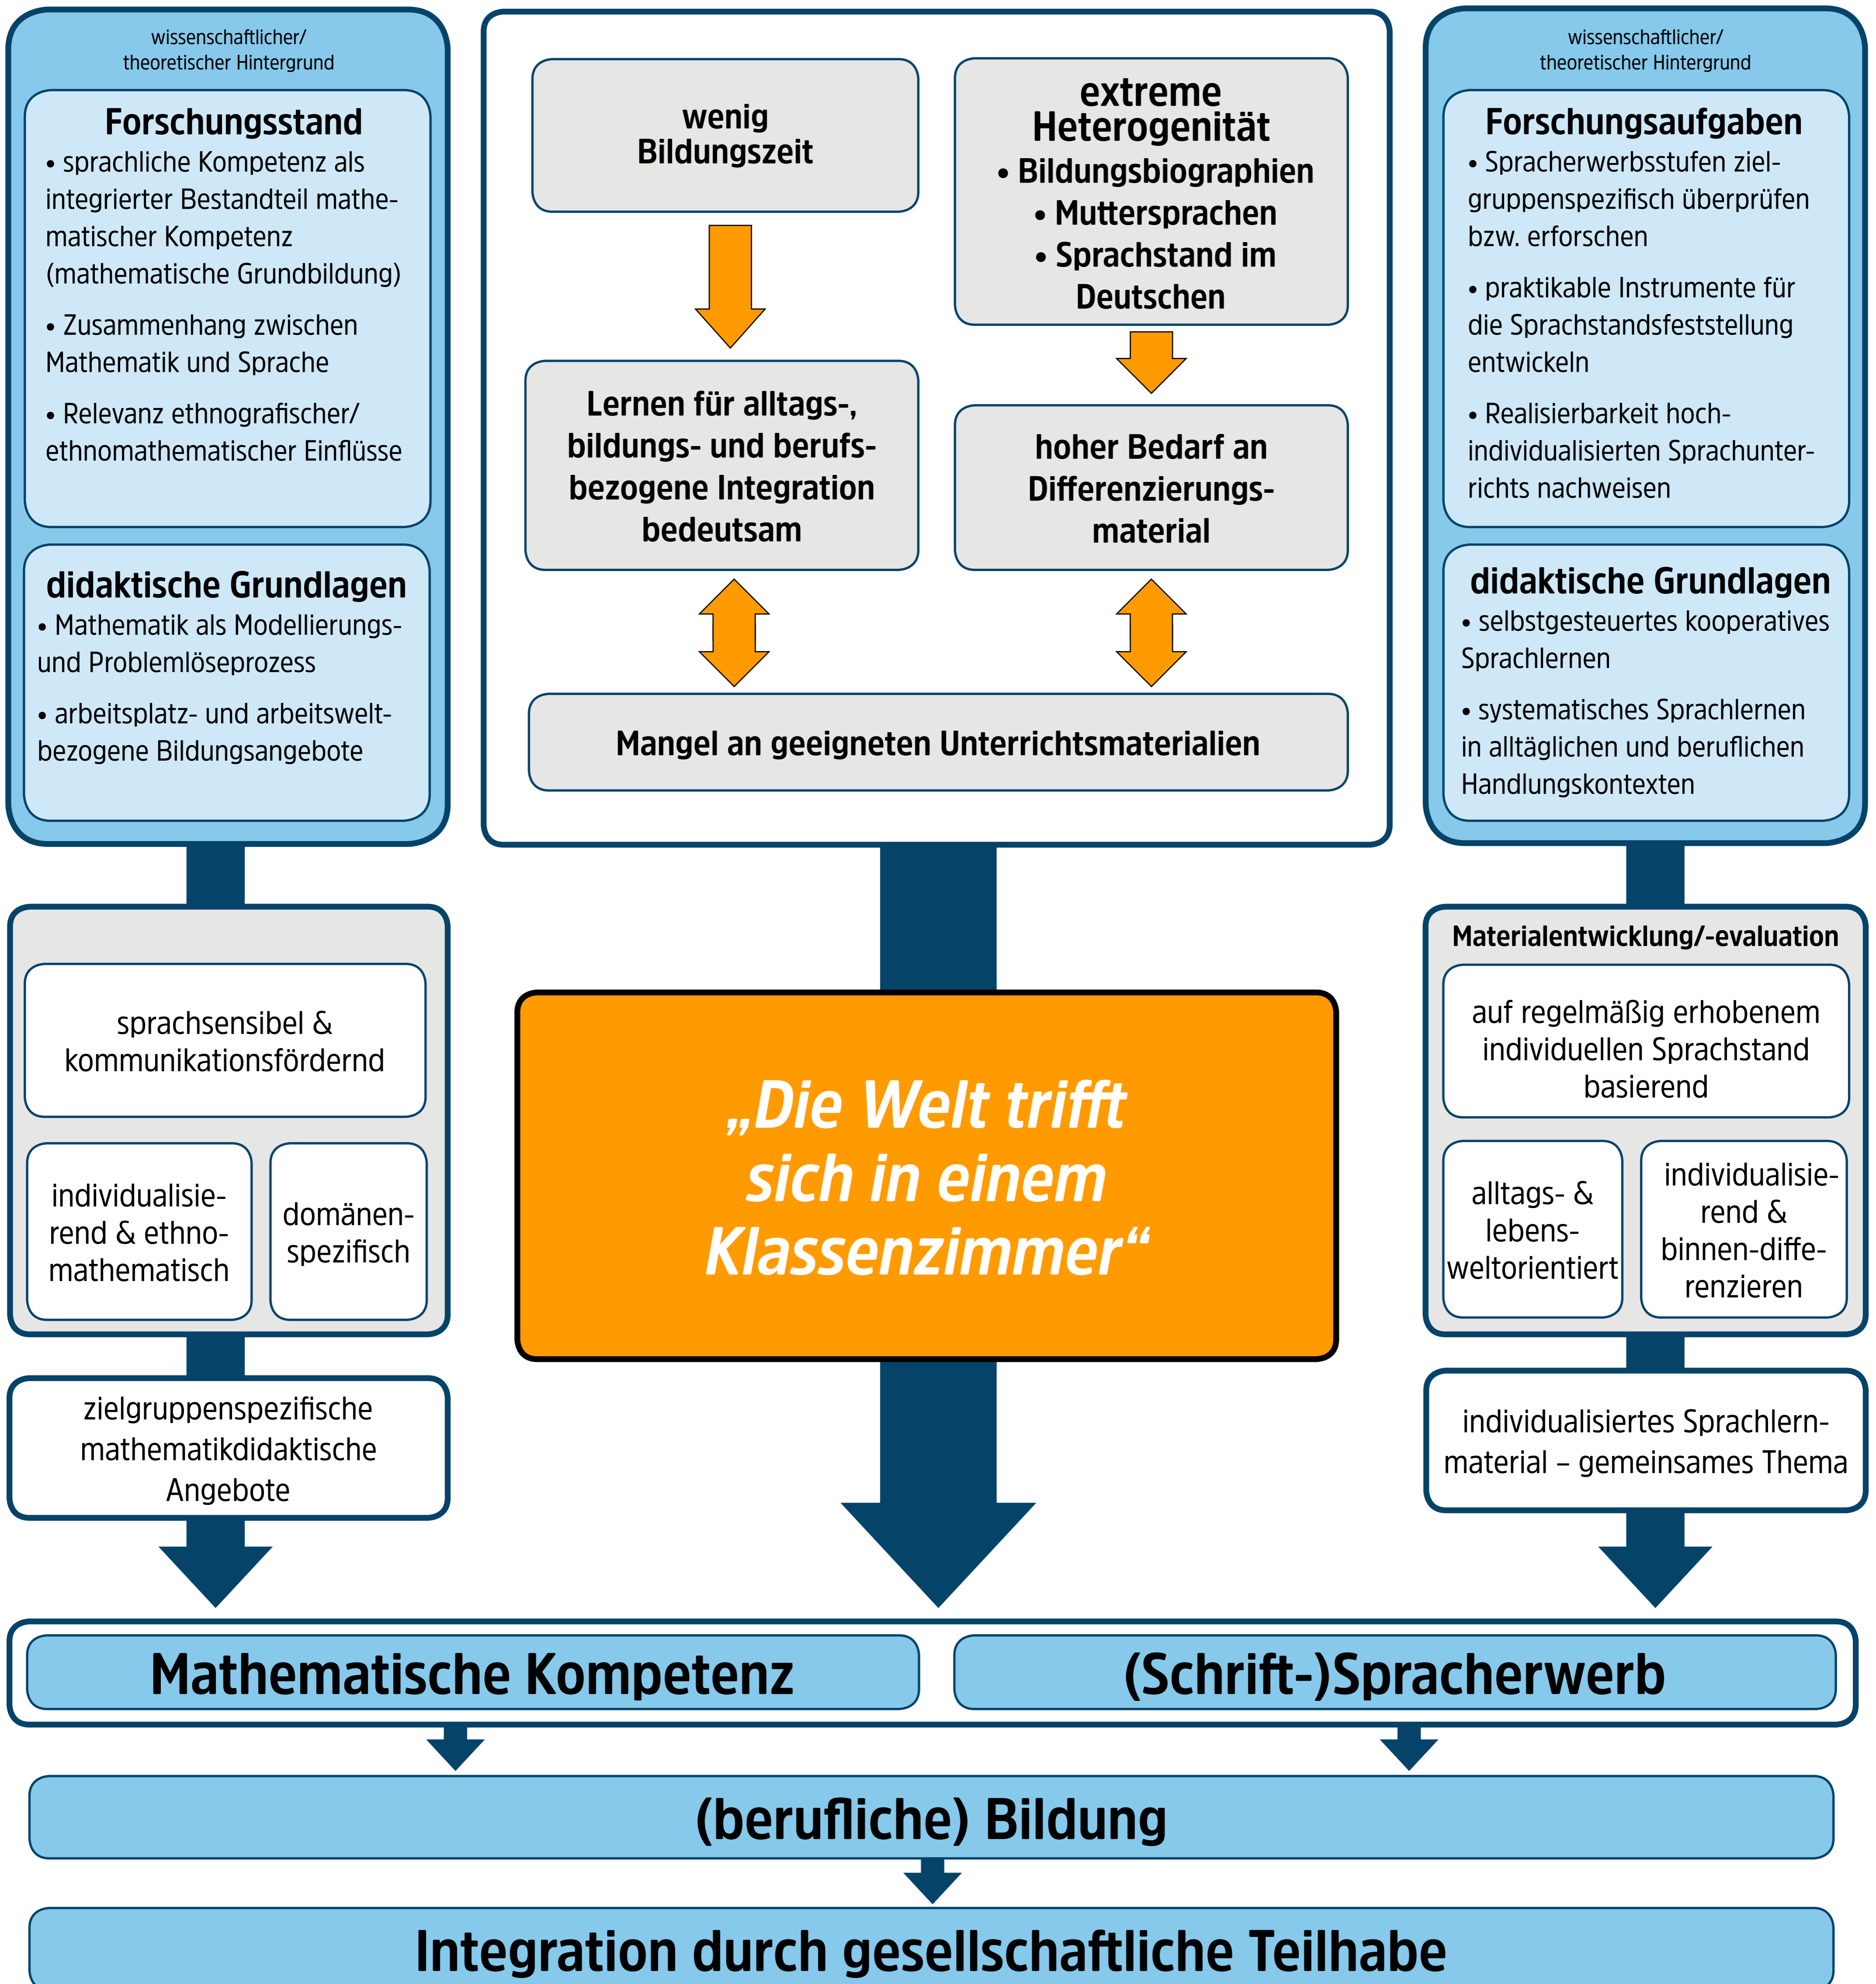 wissenschaftlicher/
theoretischer Hintergrund
Forschungsstand
• sprachliche Kompetenz als
integrierter Bestandteil mathe-
matischer Kompetenz
(mathematische Grundbildung)
• Zusammenhang zwischen
Mathematik und Sprache
• Relevanz ethnografischer/
ethnomathematischer Einflüsse
didaktische Grundlagen
• Mathematik als Modellierungs-
und Problemlöseprozess
• arbeitsplatz- und arbeitswelt-
bezogene Bildungsangebote
wenig
Bildungszeit
extreme
Heterogenität
• Bildungsbiographien
• Muttersprachen
• Sprachstand im
Deutschen
Lernen für alltags-,
bildungs- und berufs-
bezogene Integration
bedeutsam
hoher Bedarf an
Differenzierungs-
material
Mangel an geeigneten Unterrichtsmaterialien
wissenschaftlicher/
theoretischer Hintergrund
Forschungsaufgaben
• Spracherwerbsstufen ziel-
gruppenspezifisch überprüfen
bzw. erforschen
• praktikable Instrumente für
die Sprachstandsfeststellung
entwickeln
• Realisierbarkeit hoch-
individualisierten Sprachunter-
richts nachweisen
didaktische Grundlagen
• selbstgesteuertes kooperatives
Sprachlernen
• systematisches Sprachlernen
in alltäglichen und beruflichen
Handlungskontexten
sprachsensibel &
kommunikationsfördernd
individualisie-
rend & ethno-
mathematisch
domänen-
spezifisch
zielgruppenspezifische
mathematikdidaktische
Angebote
„Die Welt trifft
sich in einem
Klassenzimmer“
Materialentwicklung/-evaluation
auf regelmäßig erhobenem
individuellen Sprachstand
basierend
alltags- &
lebens-
weltorientiert
individualisie-
rend &
binnen-diffe-
renzieren
individualisiertes Sprachlern-
material – gemeinsames Thema
Mathematische Kompetenz
(Schrift-)Spracherwerb
(berufliche) Bildung
Integration durch gesellschaftliche Teilhabe